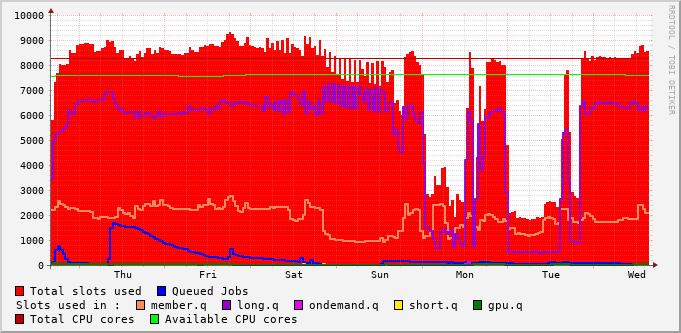 RRDTOOL / TOBI OETIKER
10000
9000
8000
7000
6000
5000
4000
3000
2000
1000
0
Thu Fri Sat Sun Mon Tue Wed
Total slots used Queued Jobs
Slots used in : member.q long.q ondemand.q short.q gpu.q
Total CPU cores Available CPU cores